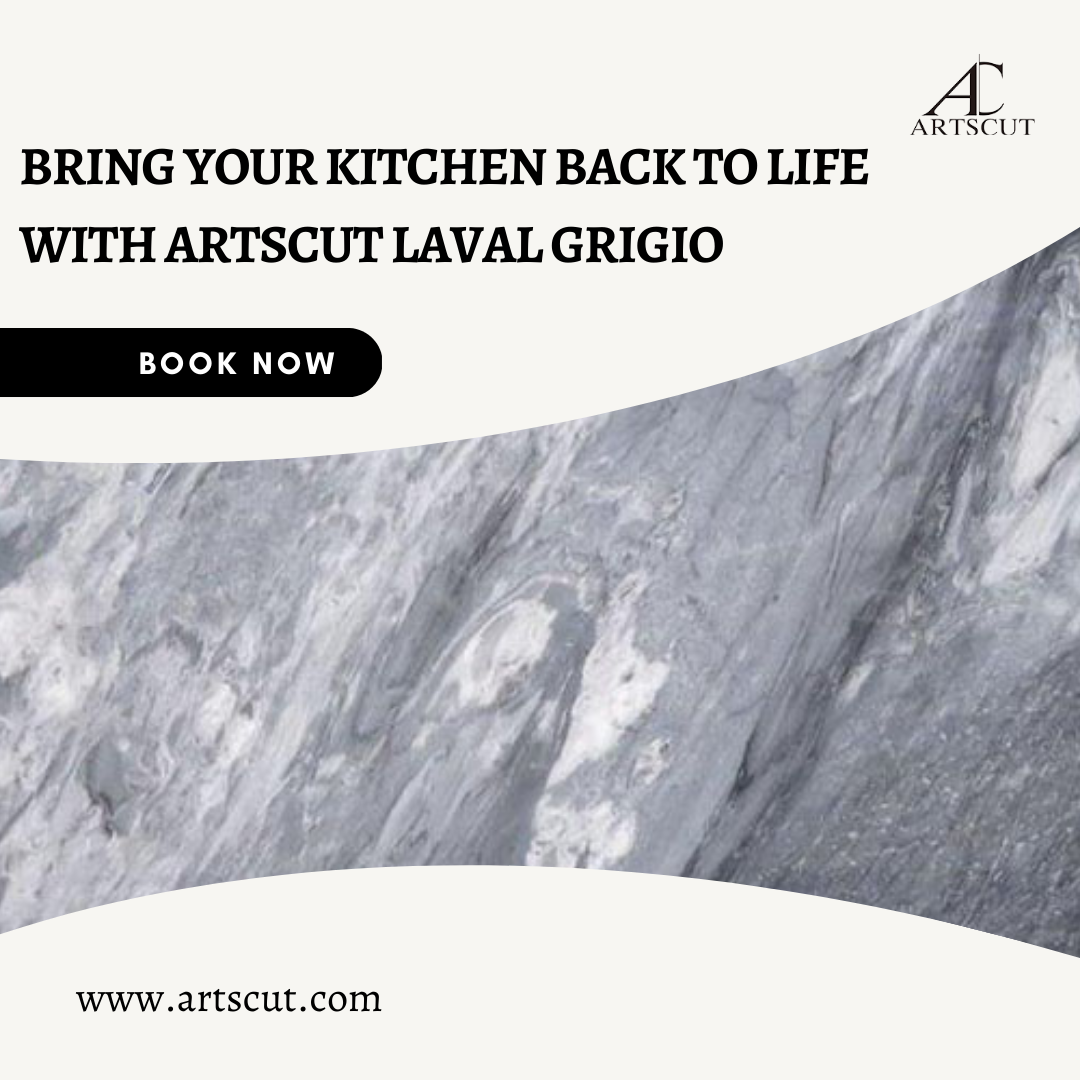 AC
ARTSCUT
BRING YOUR KITCHEN BACK TO LIFE
WITH ARTSCUT LAVAL GRIGIO
BOOK NOW
www.artscut.com